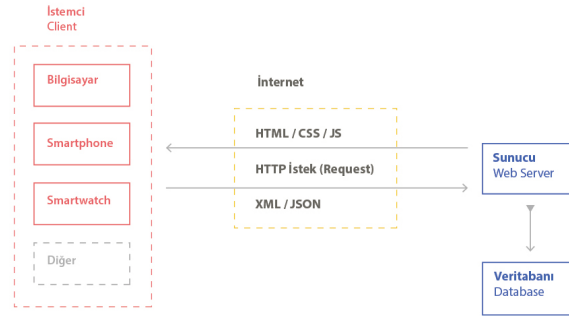 İstemci
Client
Bilgisayar
Smartphone
Smartwatch
Diğer
İnternet
HTML / CSS / JS
HTTP İstek (Request)
XML / JSON
Sunucu
Web Server
Veritabanı
Database